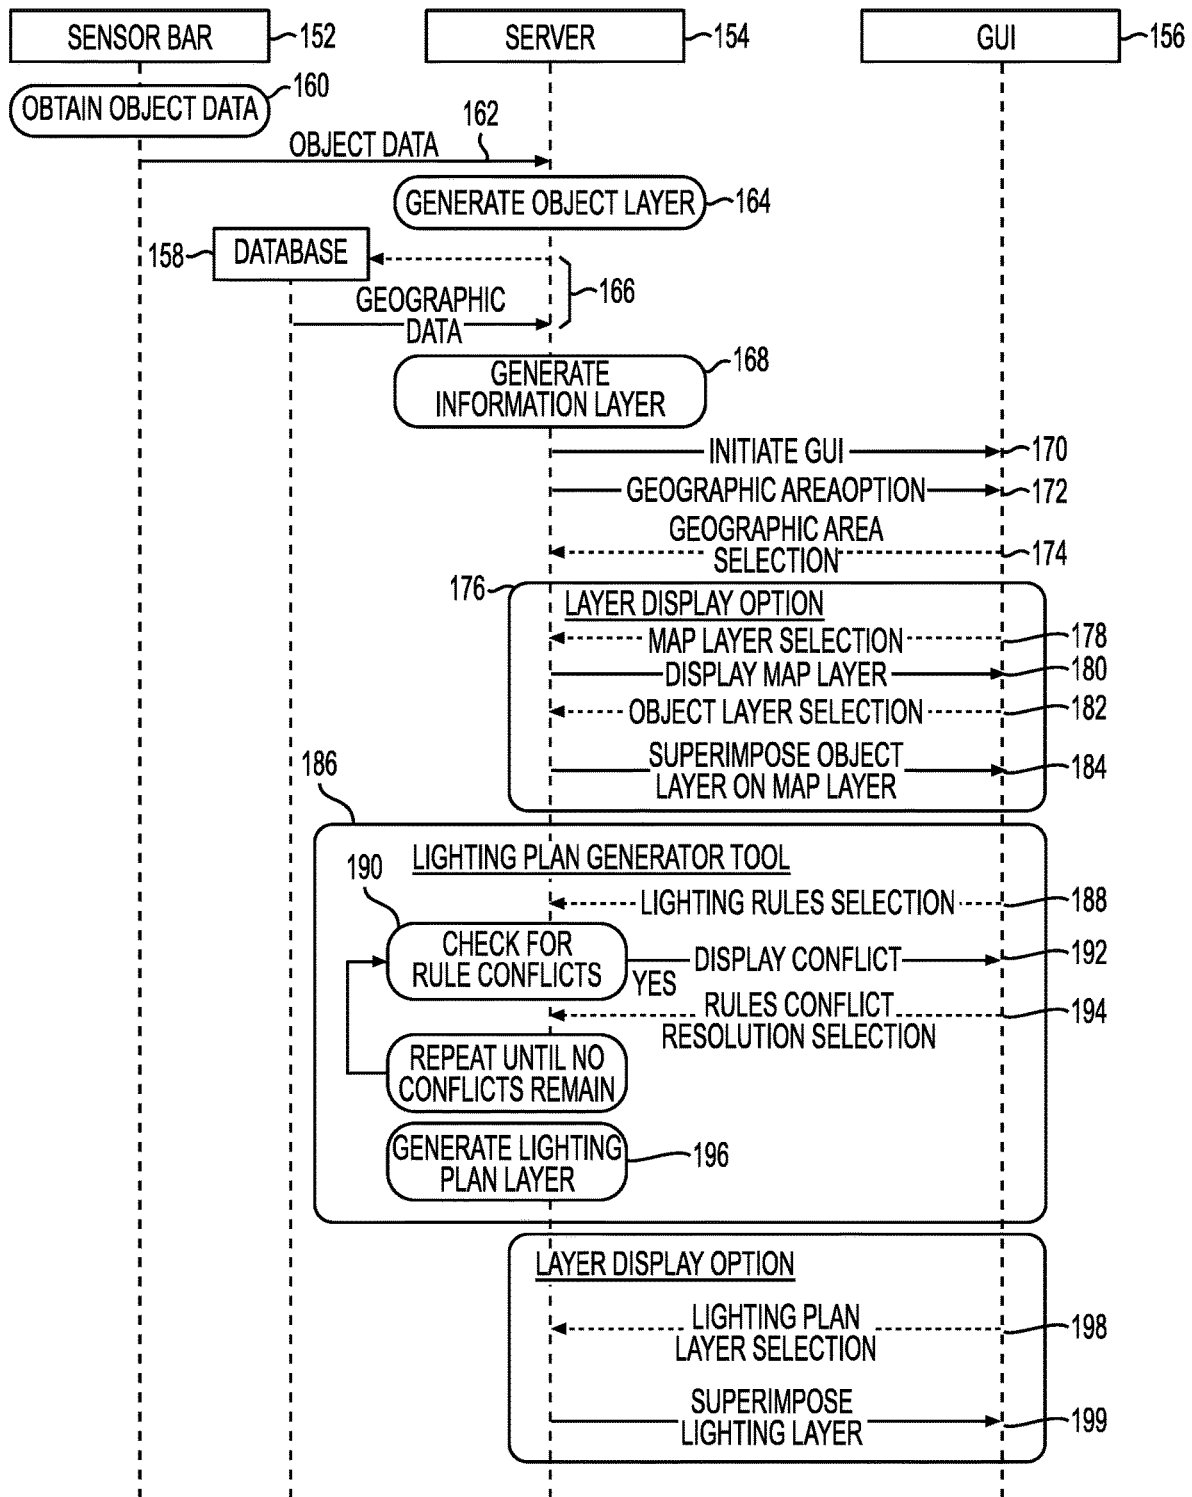 SENSOR BAR
152
SERVER
154
GUI
156
160
OBTAIN OBJECT DATA
OBJECT DATA
162
GENERATE OBJECT LAYER
164
158
DATABASE
GEOGRAPHIC
DATA
166
GENERATE
INFORMATION LAYER
168
INITIATE GUI
170
GEOGRAPHIC AREAOPTION
172
GEOGRAPHIC AREA
SELECTION
174
176
LAYER DISPLAY OPTION
MAP LAYER SELECTION
178
DISPLAY MAP LAYER
180
OBJECT LAYER SELECTION
182
SUPERIMPOSE OBJECT
LAYER ON MAP LAYER
184
186
LIGHTING PLAN GENERATOR TOOL
190
LIGHTING RULES SELECTION
188
CHECK FOR
RULE CONFLICTS
YES
DISPLAY CONFLICT
192
RULES CONFLICT
RESOLUTION SELECTION
194
REPEAT UNTIL NO
CONFLICTS REMAIN
GENERATE LIGHTING
PLAN LAYER
196
LAYER DISPLAY OPTION
LIGHTING PLAN
LAYER SELECTION
198
SUPERIMPOSE
LIGHTING LAYER
199